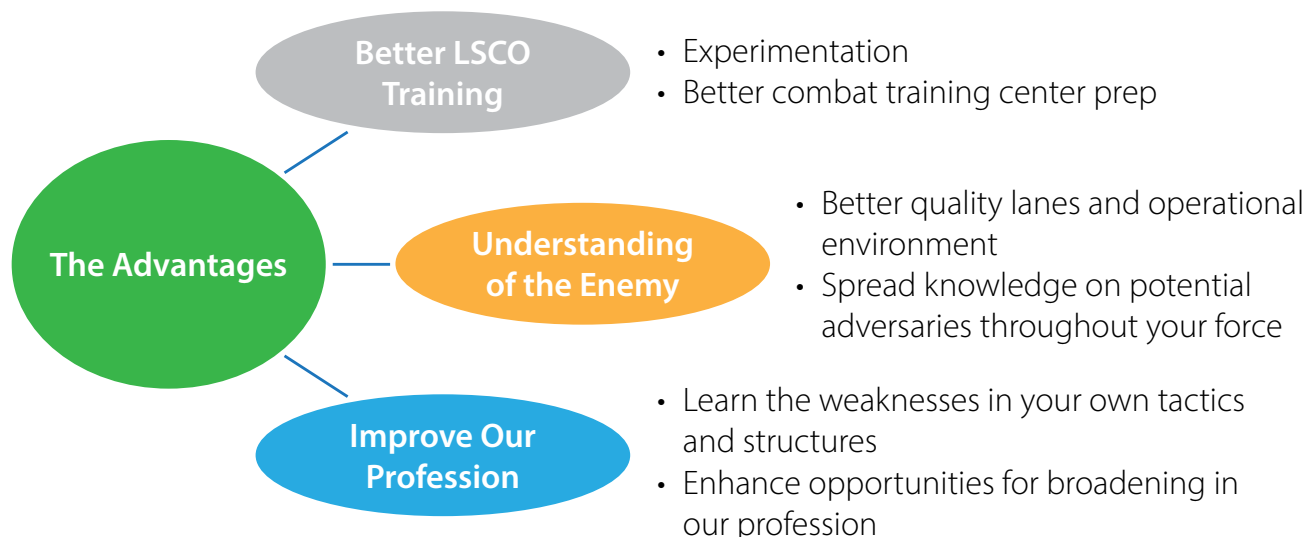 Better LSCO
Training
• Experimentation
• Better combat training center prep
The Advantages
Understanding
of the Enemy
• Better quality lanes and operational
environment
• Spread knowledge on potential
adversaries throughout your force
Improve Our
Profession
• Learn the weaknesses in your own tactics
and structures
• Enhance opportunities for broadening in
our profession